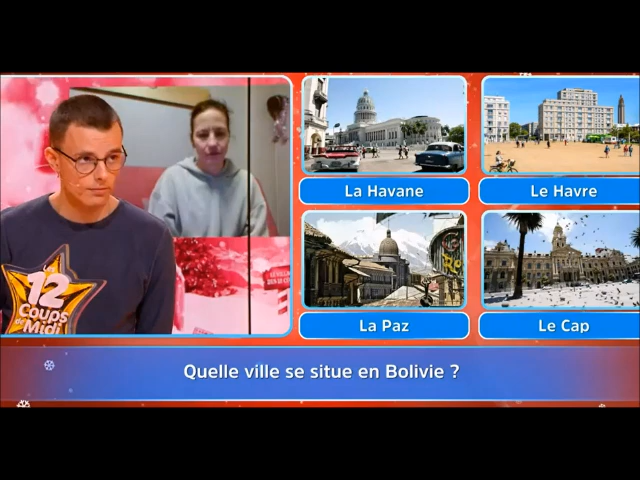 La Havane
Le Havre
La Paz
Le Cap
12
Coups
de Midi
Quelle ville se situe en Bolivie ?